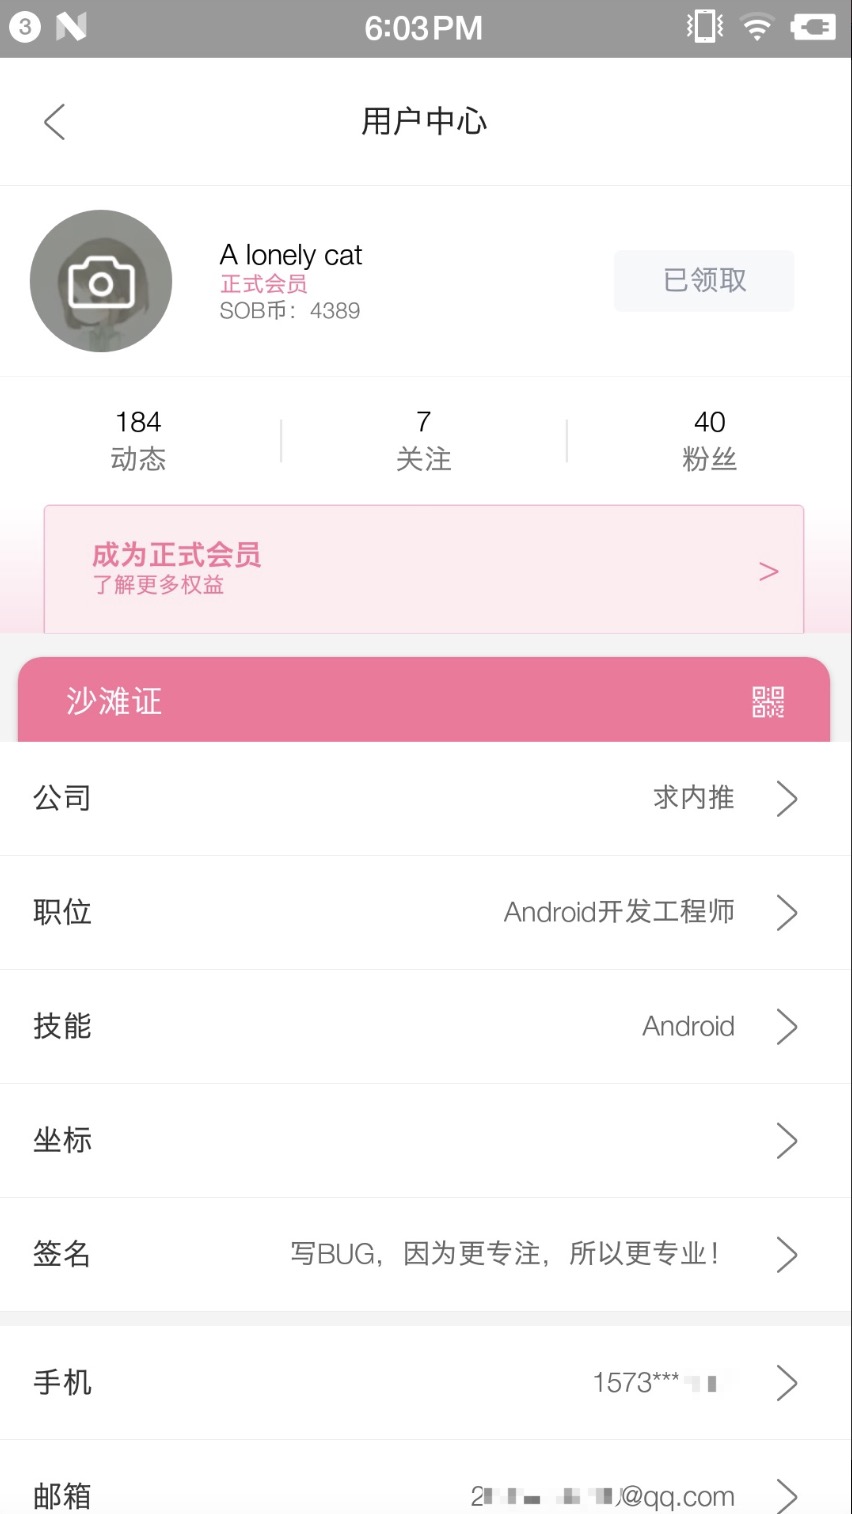 3
6:03PM
用户中心
A lonely cat
正式会员
SOB币：4389
已领取
184
动态
7
关注
40
粉丝
成为正式会员
了解更多权益
>
沙滩证
公司
求内推
职位
Android开发工程师
技能
Android
坐标
签名
写BUG，因为更专注，所以更专业！
手机
1573***
邮箱
@qq.com